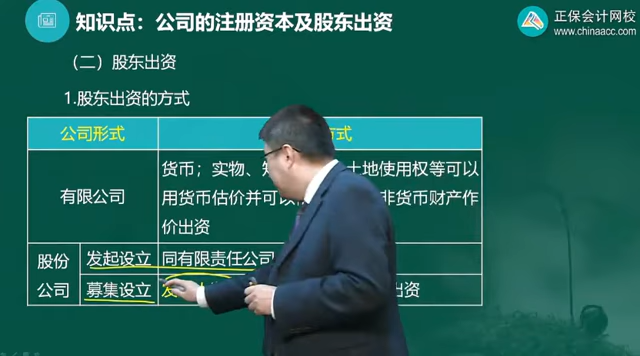 知识点：公司的注册资本及股东出资
正保会计网校
www.chinaacc.com
（二）股东出资
1.股东出资的方式
公司形式 方式
有限公司
货币；实物、 土地使用权等可以
用货币估价并可以 非货币财产作
价出资
股份
公司
发起设立 同有限责任公司
募集设立 发 出资